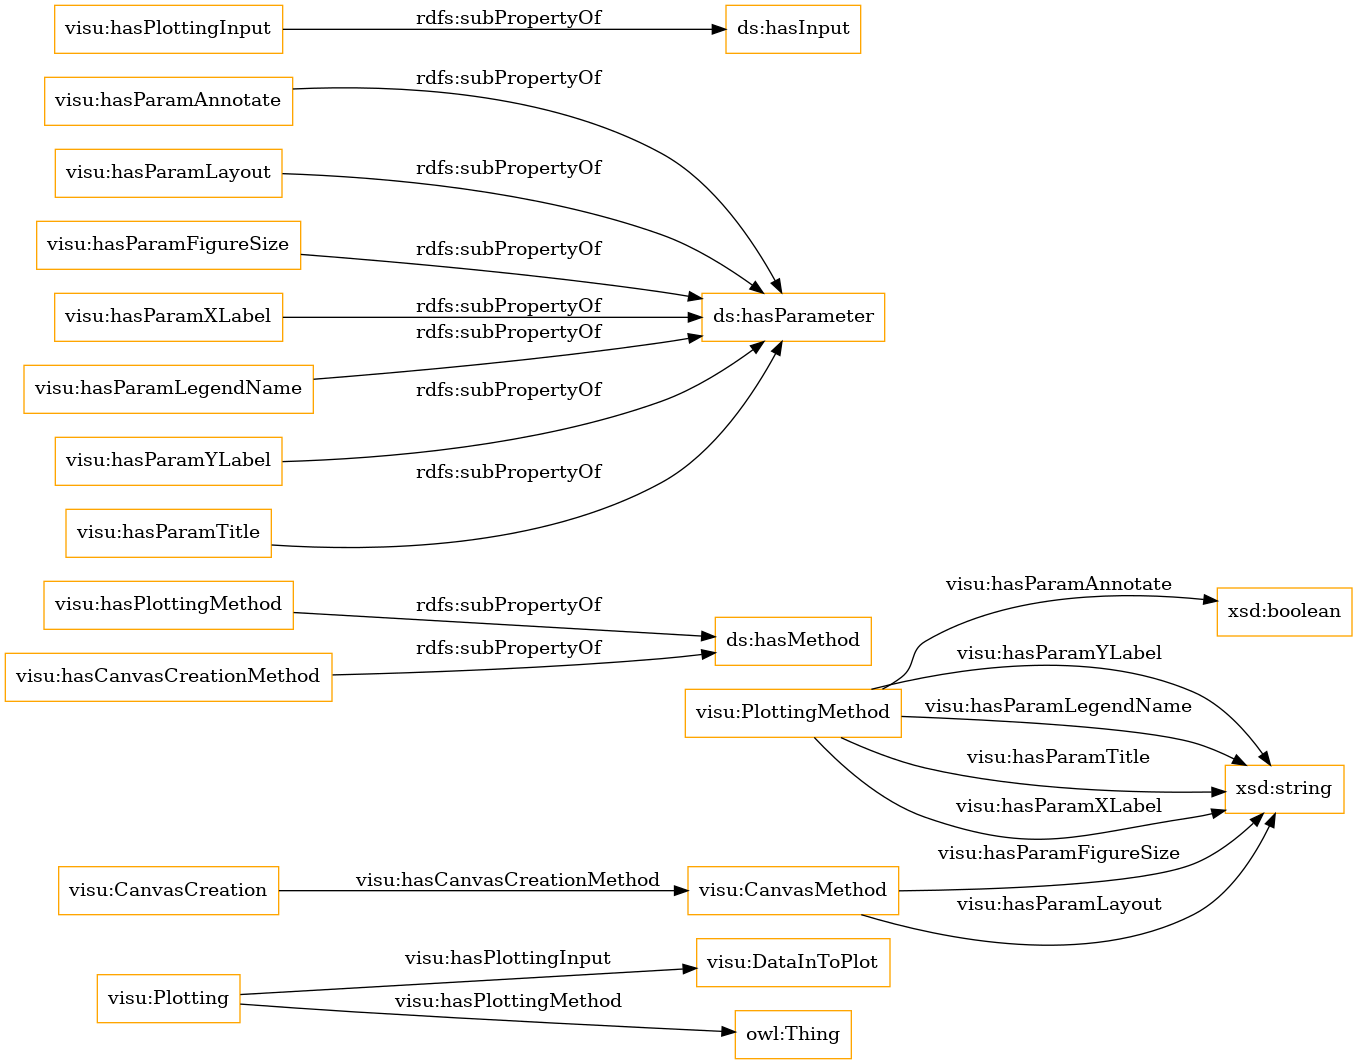 visu:hasPlottingInput
rdfs:subPropertyOf
ds:hasInput
visu:hasParamAnnotate
rdfs:subPropertyOf
visu:hasParamLayout
rdfs:subPropertyOf
visu:hasParamFigureSize
rdfs:subPropertyOf
visu:hasParamXLabel
rdfs:subPropertyOf
ds:hasParameter
visu:hasParamLegendName
rdfs:subPropertyOf
visu:hasParamYLabel
rdfs:subPropertyOf
visu:hasParamTitle
rdfs:subPropertyOf
visu:hasPlottingMethod
rdfs:subPropertyOf
ds:hasMethod
visu:hasCanvasCreationMethod
rdfs:subPropertyOf
visu:PlottingMethod
visu:hasParamAnnotate
xsd:boolean
visu:hasParamYLabel
visu:hasParamLegendName
visu:hasParamTitle
visu:hasParamXLabel
xsd:string
visu:CanvasCreation
visu:hasCanvasCreationMethod
visu:CanvasMethod
visu:hasParamFigureSize
visu:hasParamLayout
visu:Plotting
visu:hasPlottingInput
visu:DataInToPlot
visu:hasPlottingMethod
owl:Thing